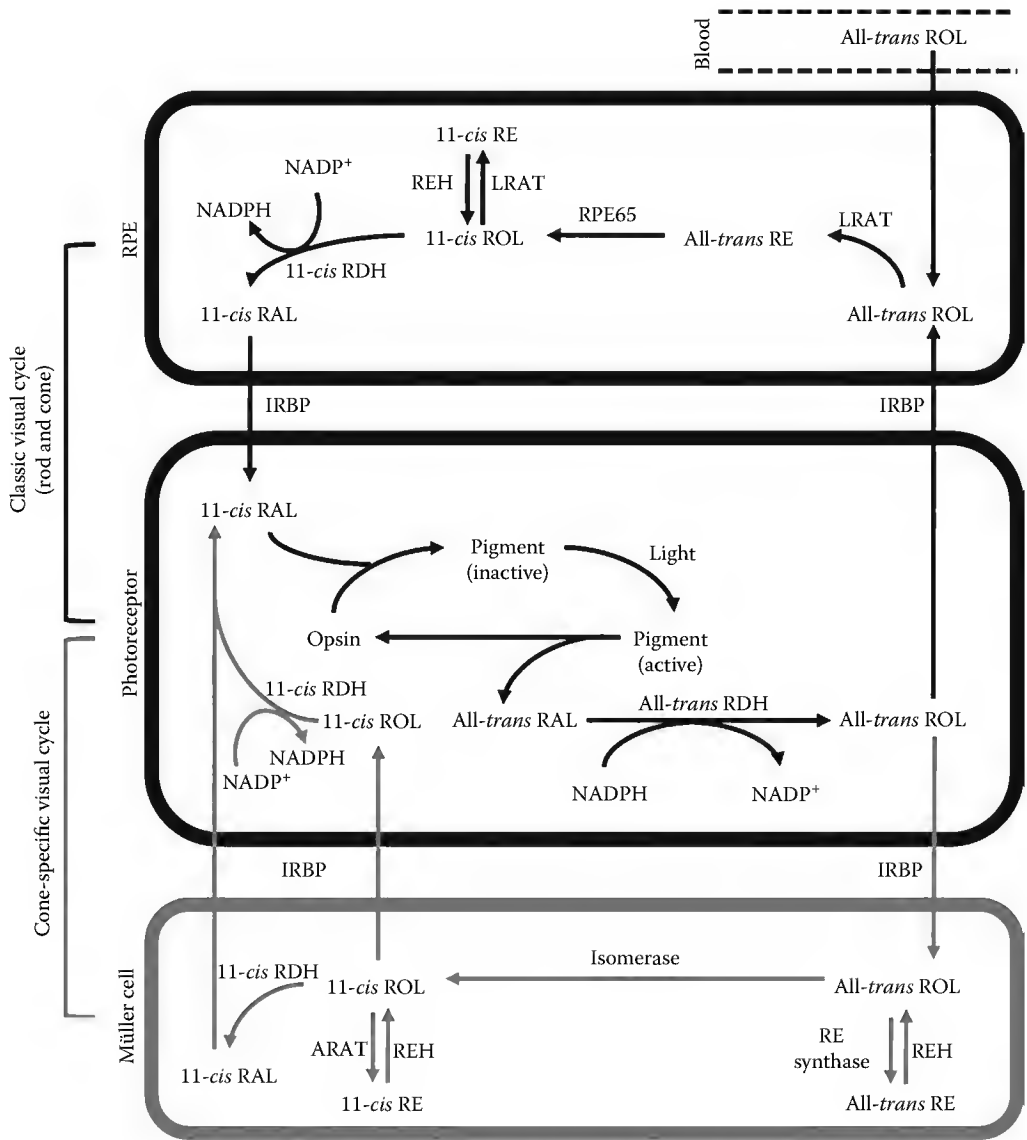 Blood
All-trans ROL
RPE
11-cis RE
NADP+
REH
LRAT
NADPH
RPE65
LRAT
11-cis ROL
All-trans RE
11-cis RDH
11-cis RAL
All-trans ROL
Classic visual cycle
(rod and cone)
IRBP
IRBP
Photoreceptor
11-cis RAL
Pigment
(inactive)
Light
Opsin
Pigment
(active)
11-cis RDH
11-cis ROL
All-trans RAL
All-trans RDH
All-trans ROL
NADPH
NADP+
NADPH
NADP+
Cone-specific visual cycle
IRBP
IRBP
Müller cell
11-cis RDH
11-cis ROL
Isomerase
All-trans ROL
ARAT
REH
RE
synthase
REH
11-cis RAL
11-cis RE
All-trans RE